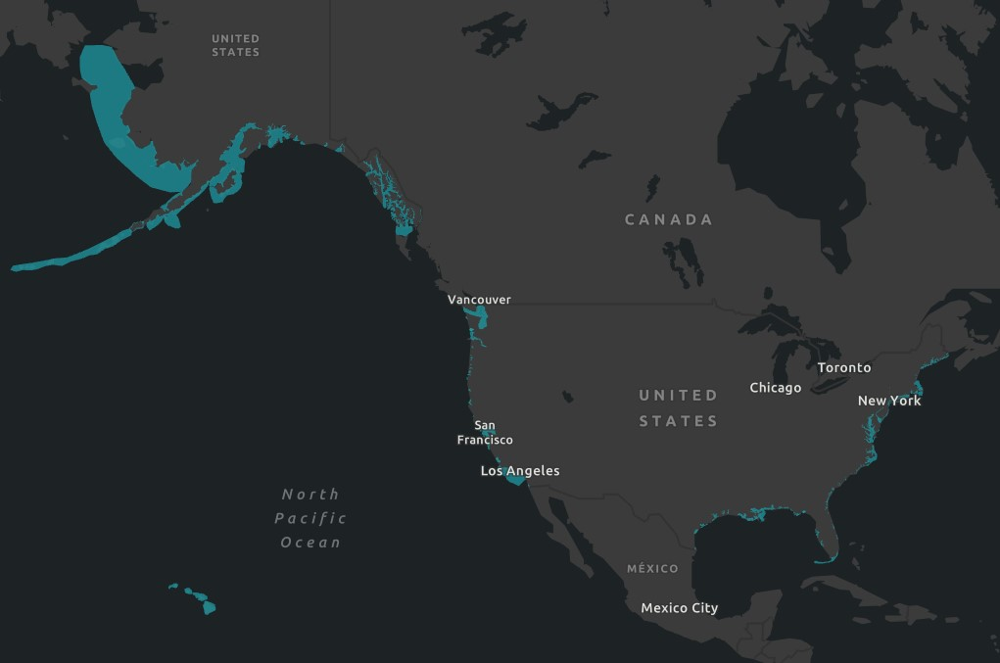 UNITED
STATES
CANADA
Vancouver
Toronto
Chicago
UNITED
STATES
New York
San
Francisco
Los Angeles
North
Pacific
Ocean
MÉXICO
Mexico City